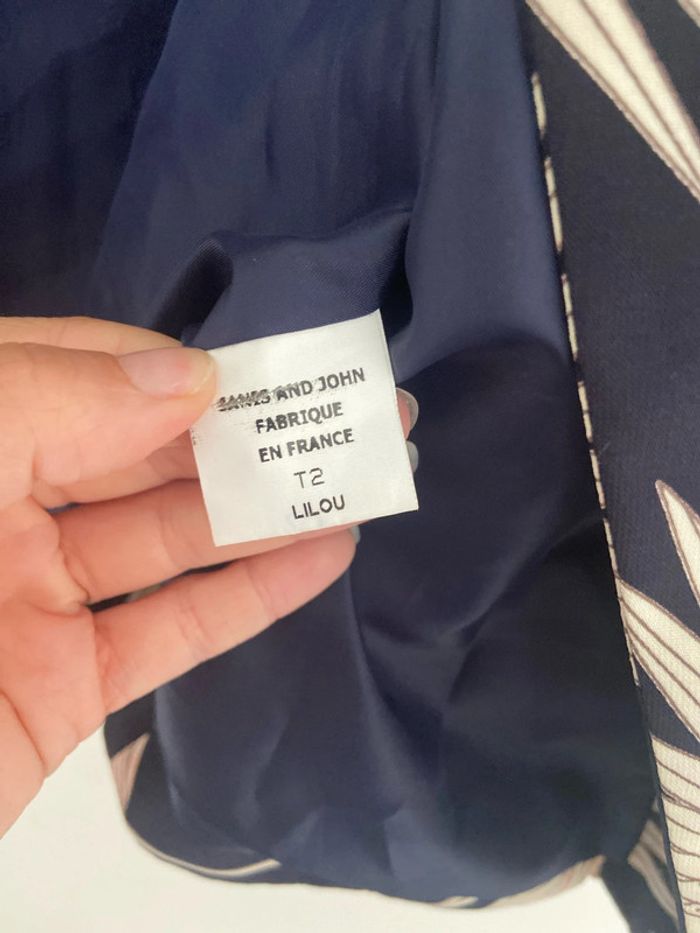 AND JOHN
FABRIQUE
EN FRANCE
T2
LILOU